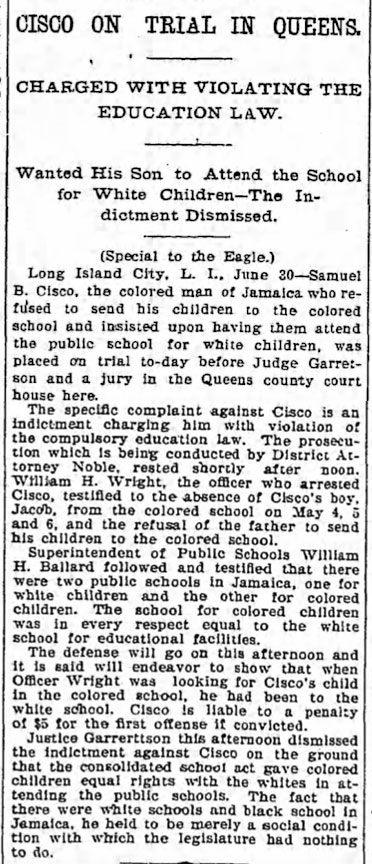 CISCO ON TRIAL IN QUEENS.
CHARGED WITH VIOLATING THE
EDUCATION LAW.
Wanted His Son to Attend the School
for White Children—The In-
dictment Dismissed.
(Special to the Eagle.)
Long Island City, L. I., June 30—Samuel
B. Cisco, the colored man of Jamaica who re-
fused to send his children to the colored
school and insisted upon having them attend
the public school for white children, was
placed on trial to-day before Judge Garret-
son and a jury in the Queens county court
house here.
The specific complaint against Cisco is an
indictment charging him with violation of
the compulsory education law. The prosecu-
tion which is being conducted by District At-
torney Noble, rested shortly after noon.
William H. Wright, the officer who arrested
Cisco, testified to the absence of Cisco's boy,
Jacob, from the colored school on May 4, 5
and 6, and the refusal of the father to send
his children to the colored school.
Superintendent of Public Schools William
H. Ballard followed and testified that there
were two public schools in Jamaica, one for
white children and the other for colored
children. The school for colored children
was in every respect equal to the white
school for educational facilities.
The defense will go on this afternoon and
it is said will endeavor to show that when
Officer Wright was looking for Cisco's child
in the colored school, he had been to the
white school. Cisco is liable to a penalty
of $5 for the first offense if convicted.
Justice Garrerttson this afternoon dismissed
the indictment against Cisco on the ground
that the consolidated school act gave colored
children equal rights with the whites in at-
tending the public schools. The fact that
there were white schools and black school in
Jamaica, he held to be merely a social condi-
tion with which the legislature had nothing
to do.